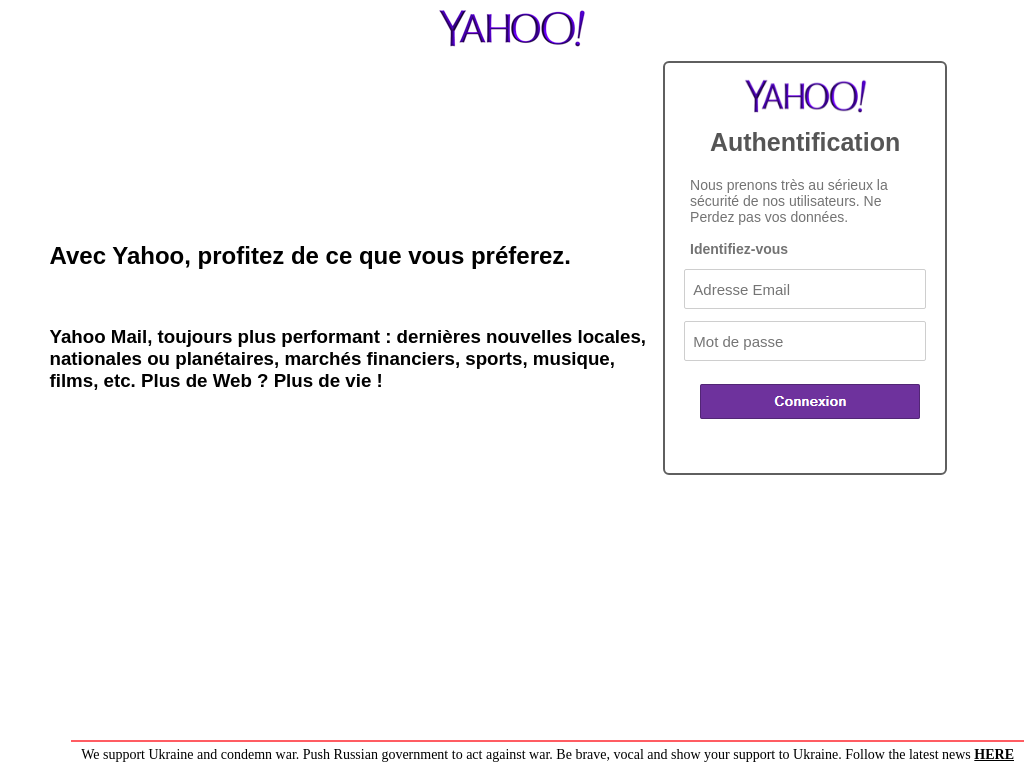 YAHOO!
YAHOO!
Authentification
Nous prenons très au sérieux la
sécurité de nos utilisateurs. Ne
Perdez pas vos données.
Identifiez-vous
Adresse Email
Mot de passe
Connexion
Avec Yahoo, profitez de ce que vous préferez.
Yahoo Mail, toujours plus performant : dernières nouvelles locales,
nationales ou planétaires, marchés financiers, sports, musique,
films, etc. Plus de Web ? Plus de vie !
We support Ukraine and condemn war. Push Russian government to act against war. Be brave, vocal and show your support to Ukraine. Follow the latest news HERE